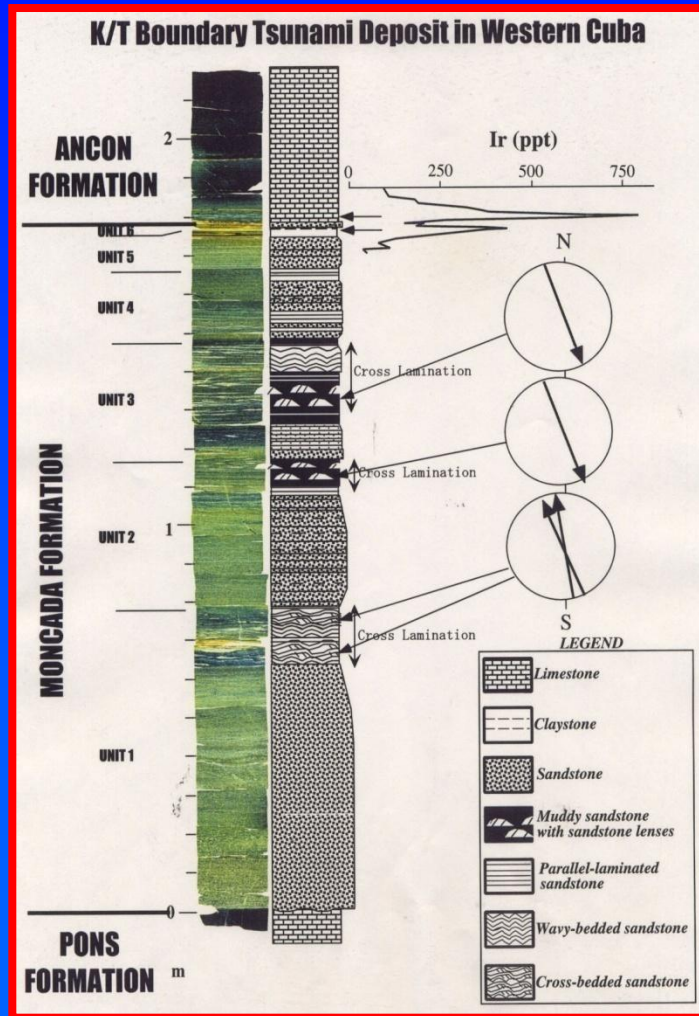 K/T Boundary Tsunami Deposit in Western Cuba
ANCON
FORMATION
2
Ir (ppt)
0 250 500 750
UNIT 6
UNIT 5
N
UNIT 4
Cross Lamination
UNIT 3
MONCADA FORMATION
Cross Lamination
1
UNIT 2
S
Cross Lamination
UNIT 1
LEGEND
Limestone
Claystone
Sandstone
Muddy sandstone
with sandstone lenses
Parallel-laminated
sandstone
Wavy-bedded sandstone
Cross-bedded sandstone
0
PONS
FORMATION
m